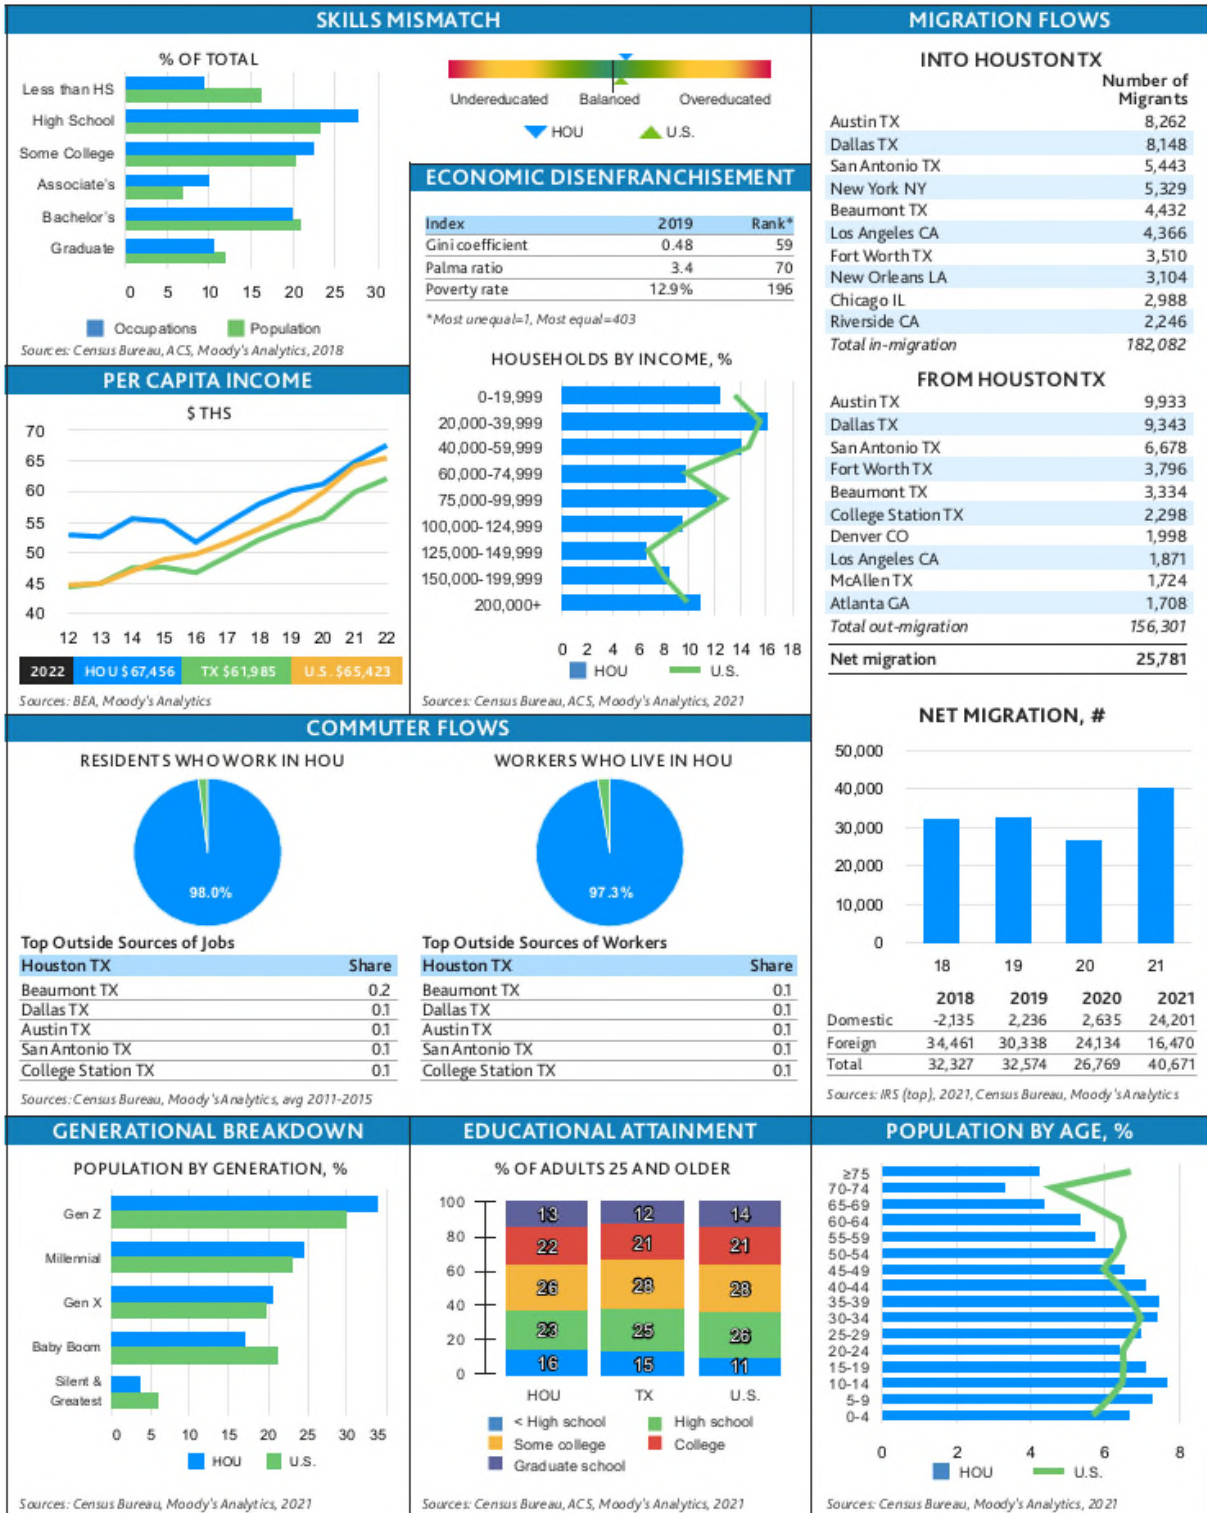 SKILLS MISMATCH
% OF TOTAL
Less than HS
High School
Some College
Associate's
Bachelor's
Graduate
0 5 10 15 20 25 30
Occupations Population
Sources: Census Bureau, ACS, Moody's Analytics, 2018
Undereducated Balanced Overeducated
HOU U.S.
ECONOMIC DISENFRANCHISEMENT
Index 2019 Rank*
Gini coefficient 0.48 59
Palma ratio 3.4 70
Poverty rate 12.9% 196
*Most unequal=1, Most equal=403
HOUSEHOLDS BY INCOME, %
0-19,999
20,000-39,999
40,000-59,999
60,000-74,999
75,000-99,999
100,000-124,999
125,000-149,999
150,000-199,999
200,000+
0 2 4 6 8 10 12 14 16 18
HOU U.S.
Sources: Census Bureau, ACS, Moody's Analytics, 2021
PER CAPITA INCOME
$ THS
70
65
60
55
50
45
40
12 13 14 15 16 17 18 19 20 21 22
2022 HOU $67,456 TX $61,985 U.S. $65,423
Sources: BEA, Moody's Analytics
MIGRATION FLOWS
INTO HOUSTON TX
Number of
Migrants
Austin TX 8,262
Dallas TX 8,148
San Antonio TX 5,443
New York NY 5,329
Beaumont TX 4,432
Los Angeles CA 4,366
Fort Worth TX 3,510
New Orleans LA 3,104
Chicago IL 2,988
Riverside CA 2,246
Total in-migration 182,082
FROM HOUSTON TX
Austin TX 9,933
Dallas TX 9,343
San Antonio TX 6,678
Fort Worth TX 3,796
Beaumont TX 3,334
College Station TX 2,298
Denver CO 1,998
Los Angeles CA 1,871
McAllen TX 1,724
Atlanta GA 1,708
Total out-migration 156,301
Net migration 25,781
NET MIGRATION, #
50,000
40,000
30,000
20,000
10,000
0
18 19 20 21
2018 2019 2020 2021
Domestic -2,135 2,236 2,635 24,201
Foreign 34,461 30,338 24,134 16,470
Total 32,327 32,574 26,769 40,671
Sources: IRS (top), 2021, Census Bureau, Moody's Analytics
COMMUTER FLOWS
RESIDENTS WHO WORK IN HOU
98.0%
Top Outside Sources of Jobs
Houston TX Share
Beaumont TX 0.2
Dallas TX 0.1
Austin TX 0.1
San Antonio TX 0.1
College Station TX 0.1
Sources: Census Bureau, Moody's Analytics, avg 2011-2015
WORKERS WHO LIVE IN HOU
97.3%
Top Outside Sources of Workers
Houston TX Share
Beaumont TX 0.1
Dallas TX 0.1
Austin TX 0.1
San Antonio TX 0.1
College Station TX 0.1
GENERATIONAL BREAKDOWN
POPULATION BY GENERATION, %
Gen Z
Millennial
Gen X
Baby Boom
Silent &
Greatest
0 5 10 15 20 25 30 35
HOU U.S.
Sources: Census Bureau, Moody's Analytics, 2021
EDUCATIONAL ATTAINMENT
% OF ADULTS 25 AND OLDER
100
80
60
40
20
0
13 12 14
22 21 21
26 28 28
23 25 26
16 15 11
HOU TX U.S.
< High school High school
Some college College
Graduate school
Sources: Census Bureau, ACS, Moody's Analytics, 2021
POPULATION BY AGE, %
≥75
70-74
65-69
60-64
55-59
50-54
45-49
40-44
35-39
30-34
25-29
20-24
15-19
10-14
5-9
0-4
0 2 4 6 8
HOU U.S.
Sources: Census Bureau, Moody's Analytics, 2021